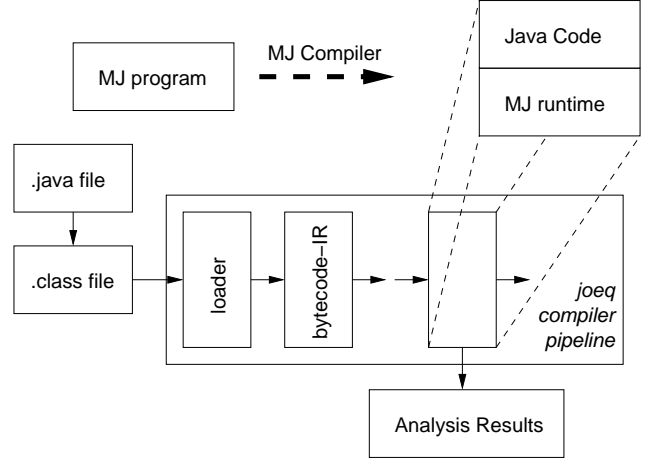 Java Code
MJ Compiler
MJ program
MJ runtime
.java file
.class file
loader
bytecode−IR
joeq
compiler
pipeline
Analysis Results